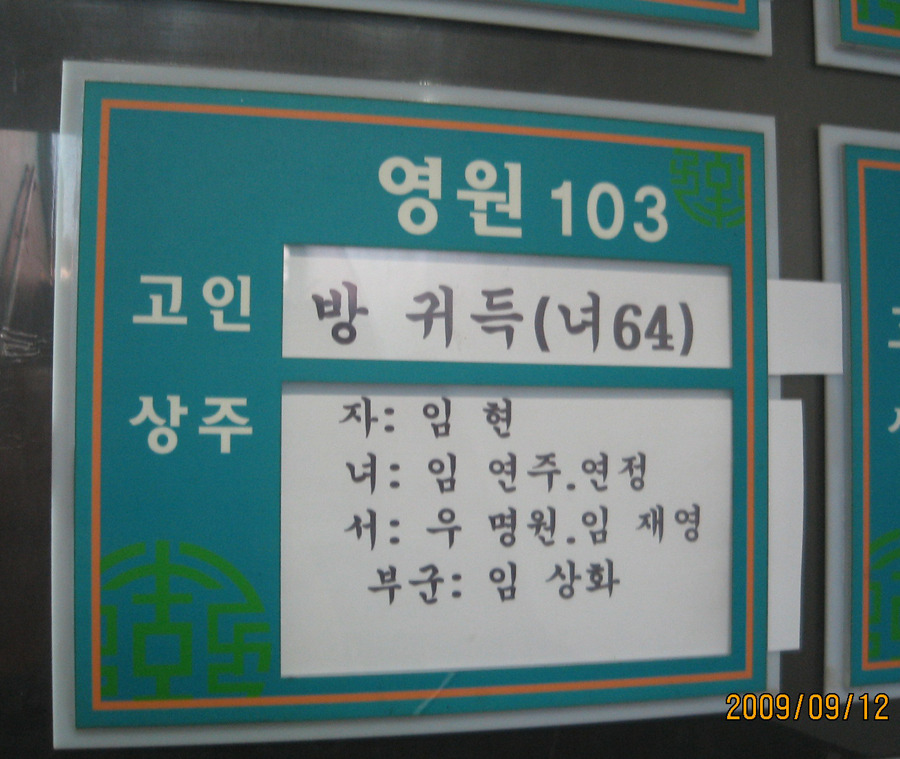 영원 103
고인 방 귀득(녀64)
상주
자: 임 현
녀: 임 연주.연정
서: 우 명원.임 재영
부군: 임 상화
2009/09/12